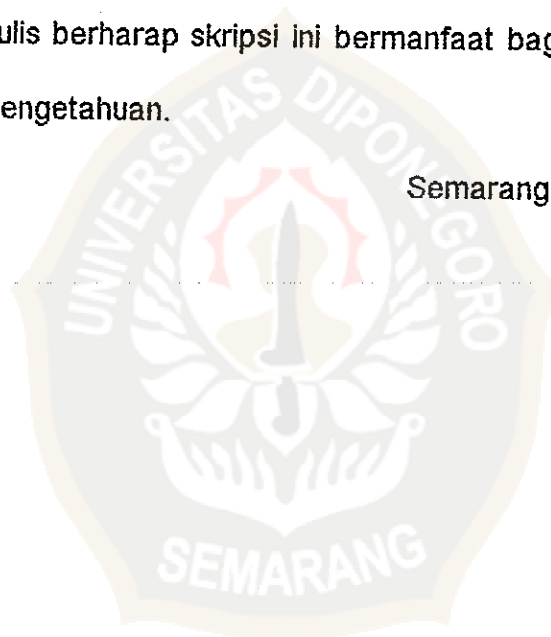 ulis berharap skripsi ini bermanfaat bag
engetahuan.
Semarang
UNIVERSITAS DIPONEGORO
SEMARANG